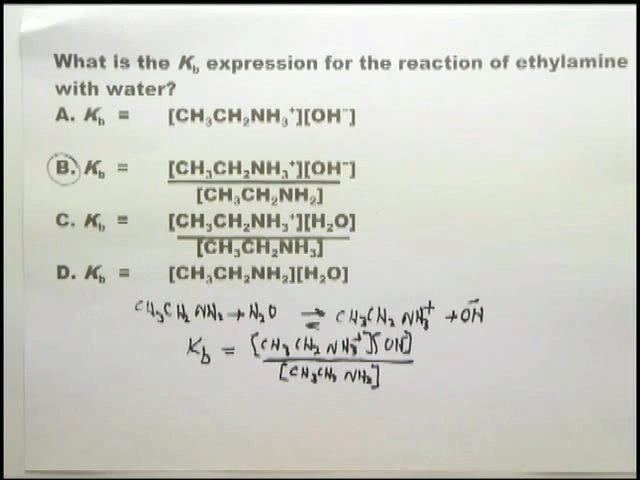 What is the Kb expression for the reaction of ethylamine
with water?
A. Kb = [CH₃CH₂NH₃⁺][OH⁻]
B. Kb = [CH₃CH₂NH₃⁺][OH⁻]
[CH₃CH₂NH₂]
C. Kb = [CH₃CH₂NH₃⁺][H₂O]
[CH₃CH₂NH₃]
D. Kb = [CH₃CH₂NH₂][H₂O]
CH₃CH₂NH₂ + H₂O ⇌ CH₃CH₂NH₃⁺ + OH⁻
Kb = [CH₃CH₂NH₃⁺][OH]
[CH₃CH₂NH₂]